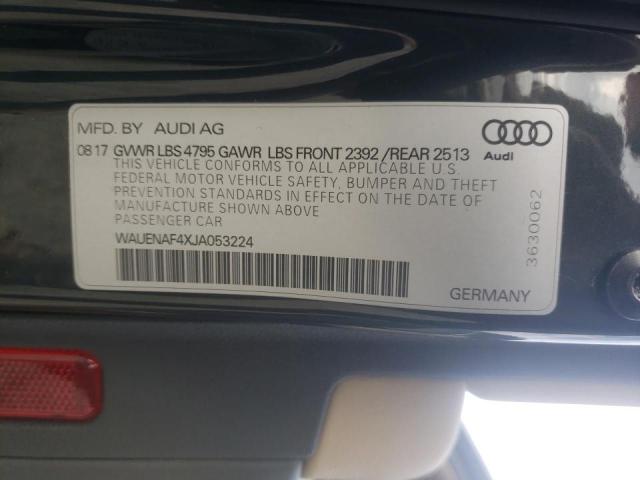 MFD. BY AUDI AG
08 17 GVWR LBS 4795 GAWR LBS FRONT 2392 /REAR 2513
Audi
THIS VEHICLE CONFORMS TO ALL APPLICABLE U.S.
FEDERAL MOTOR VEHICLE SAFETY, BUMPER AND THEFT
PREVENTION STANDARDS IN EFFECT ON THE DATE OF
MANUFACTURE SHOWN ABOVE
PASSENGER CAR
WAUENAF4XJA053224
3630062
GERMANY